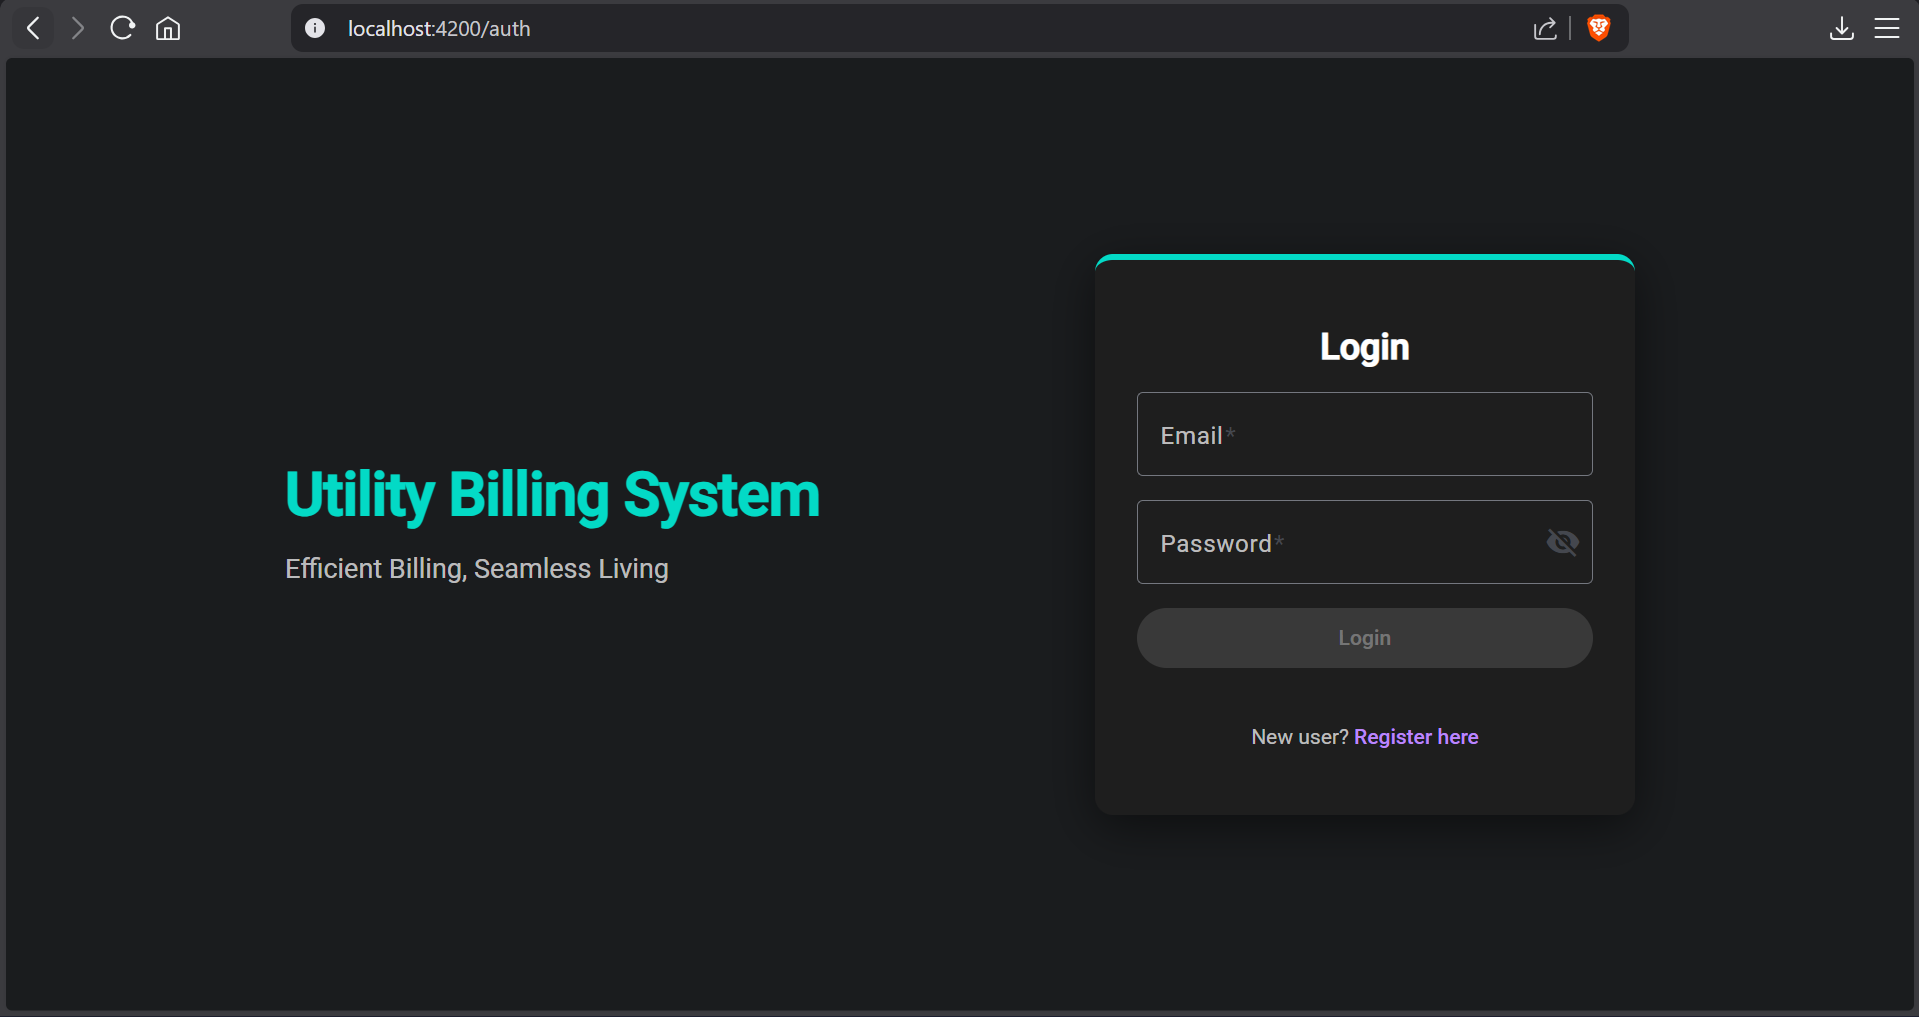 localhost:4200/auth
Utility Billing System
Efficient Billing, Seamless Living
Login
Email*
Password*
Login
New user? Register here